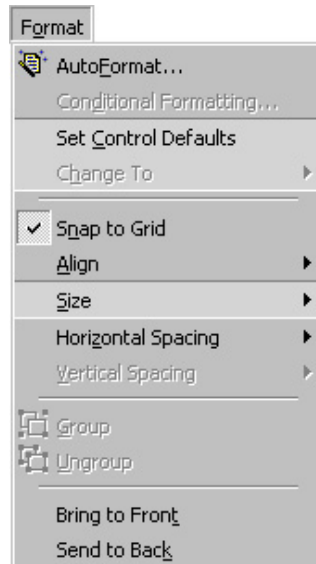 Format
AutoFormat...
Conditional Formatting...
Set Control Defaults
Change To
Snap to Grid
Align
Size
Horizontal Spacing
Vertical Spacing
Group
Ungroup
Bring to Front
Send to Back